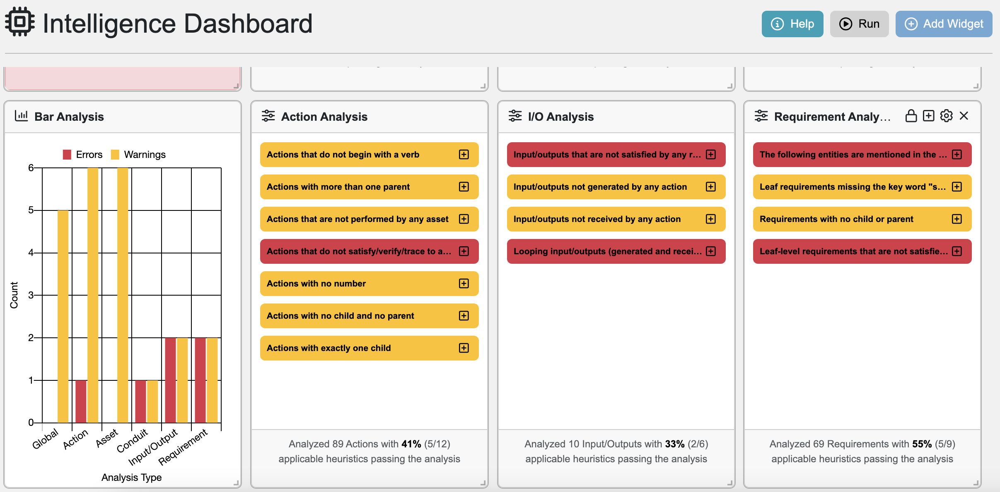 Intelligence Dashboard
Help
Run
Add Widget
Bar Analysis
Errors
Warnings
6
5
4
3
2
1
0
Count
Global
Action
Asset
Conduit
Input/Output
Requirement
Analysis Type
Action Analysis
Actions that do not begin with a verb
Actions with more than one parent
Actions that are not performed by any asset
Actions that do not satisfy/verify/trace to a...
Actions with no number
Actions with no child and no parent
Actions with exactly one child
Analyzed 89 Actions with 41% (5/12)
applicable heuristics passing the analysis
I/O Analysis
Input/outputs that are not satisfied by any r...
Input/outputs not generated by any action
Input/outputs not received by any action
Looping input/outputs (generated and recei...
Analyzed 10 Input/Outputs with 33% (2/6)
applicable heuristics passing the analysis
Requirement Analy...
The following entities are mentioned in the ...
Leaf requirements missing the key word "s...
Requirements with no child or parent
Leaf-level requirements that are not satisfie...
Analyzed 69 Requirements with 55% (5/9)
applicable heuristics passing the analysis